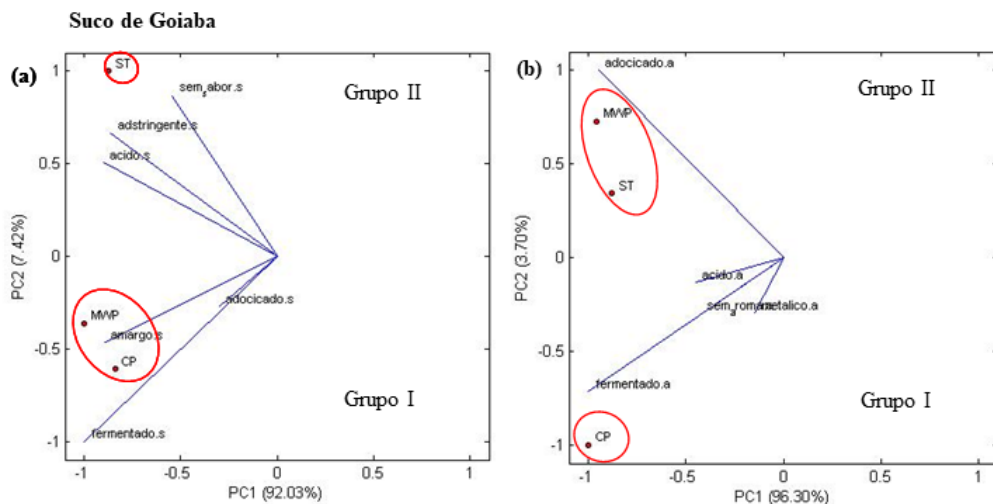 Suco de Goiaba
(a)
1
0.5
0
-0.5
-1
PC2 (7.42%)
ST
sem_sabor.s
Grupo II
adstringente.s
acido.s
adocicado.s
MWP
amargo.s
CP
Grupo I
fermentado.s
-1 -0.5 0 0.5 1
PC1 (92.03%)
(b)
1
0.5
0
-0.5
-1
PC2 (3.70%)
adocicado.a
Grupo II
MWP
ST
acido.a
sem_aroma.a
metalico.a
fermentado.a
Grupo I
CP
-1 -0.5 0 0.5 1
PC1 (96.30%)